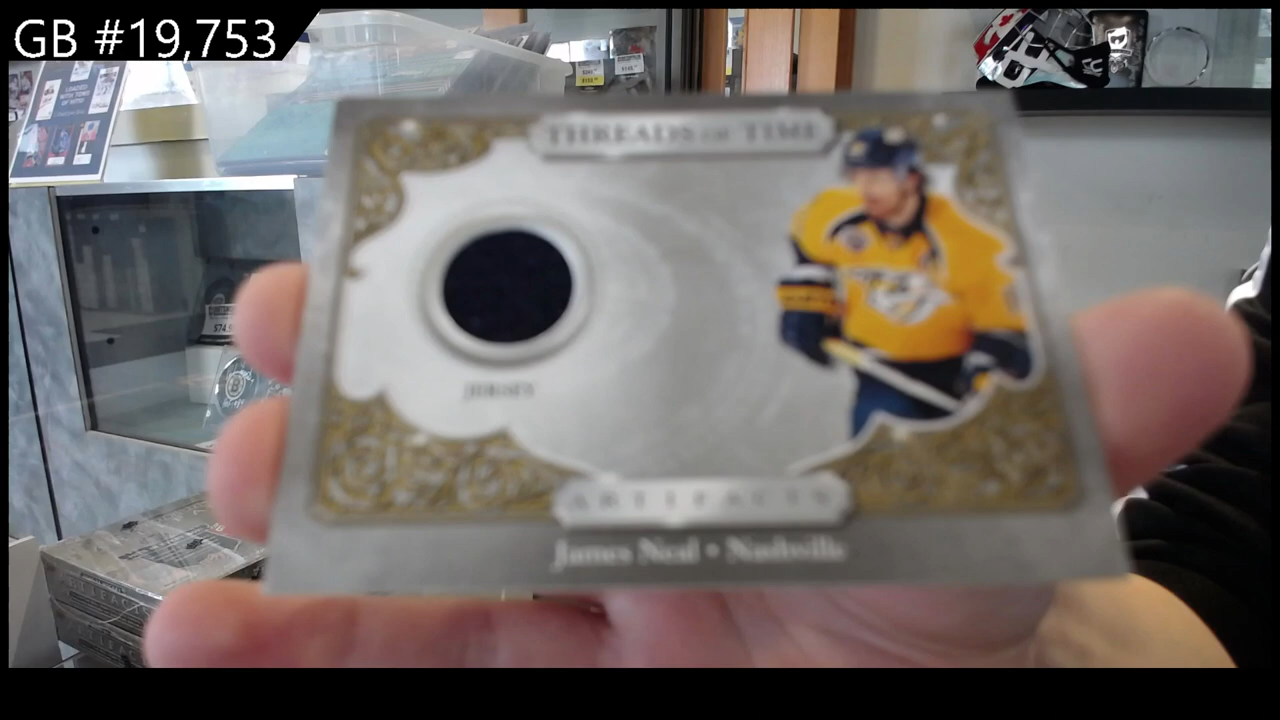 GB #19,753
THREADS OF TIME
JERSEY
ARTIFACTS
James Neal • Nashville